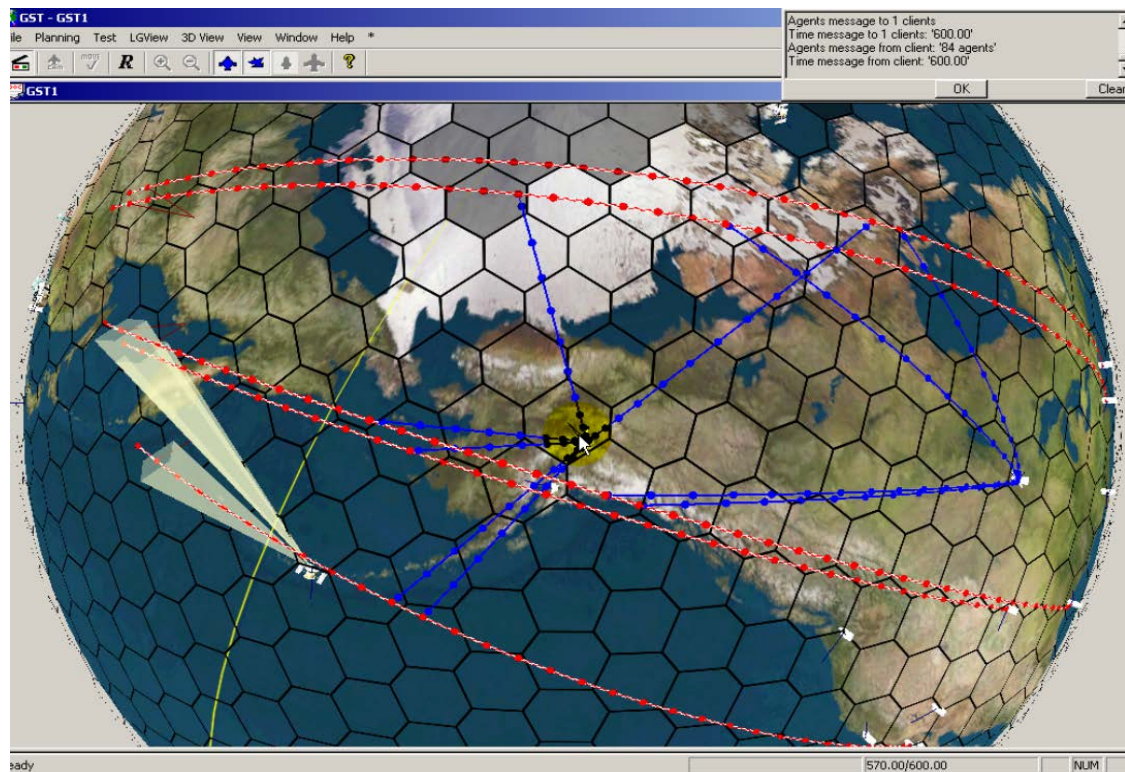 GST - GST1
ile Planning Test LGView 3D View View Window Help *
R ?
GST1
Agents message to 1 clients
Time message to 1 clients: '600.00'
Agents message from client: '84 agents'
Time message from client: '600.00'
OK Clear
eady 570.00/600.00 NUM